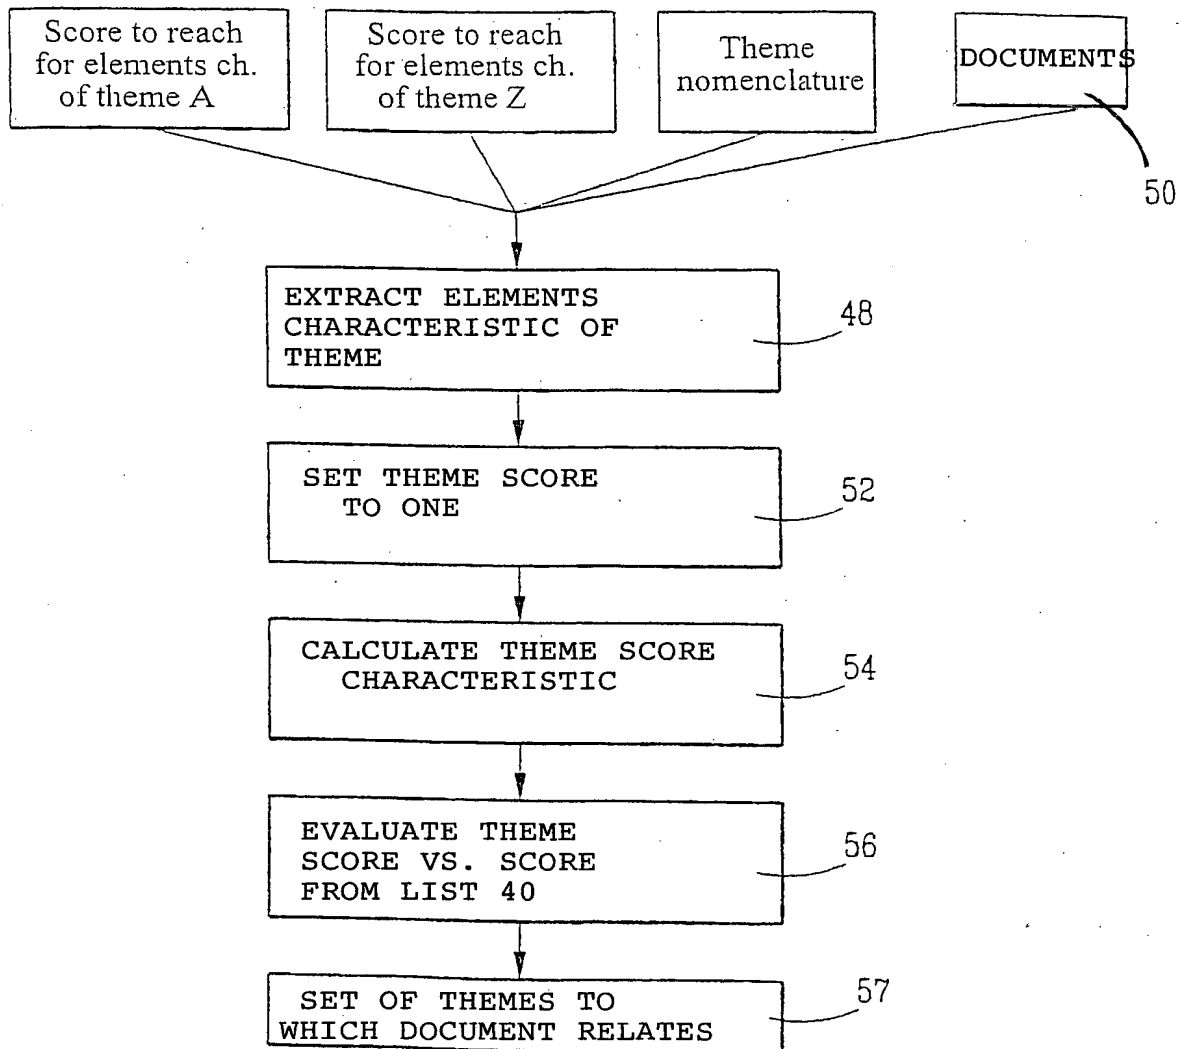 Score to reach
for elements ch.
of theme A
Score to reach
for elements ch.
of theme Z
Theme
nomenclature
DOCUMENTS
50
EXTRACT ELEMENTS
CHARACTERISTIC OF
THEME
48
SET THEME SCORE
TO ONE
52
CALCULATE THEME SCORE
CHARACTERISTIC
54
EVALUATE THEME
SCORE VS. SCORE
FROM LIST 40
56
SET OF THEMES TO
WHICH DOCUMENT RELATES
57